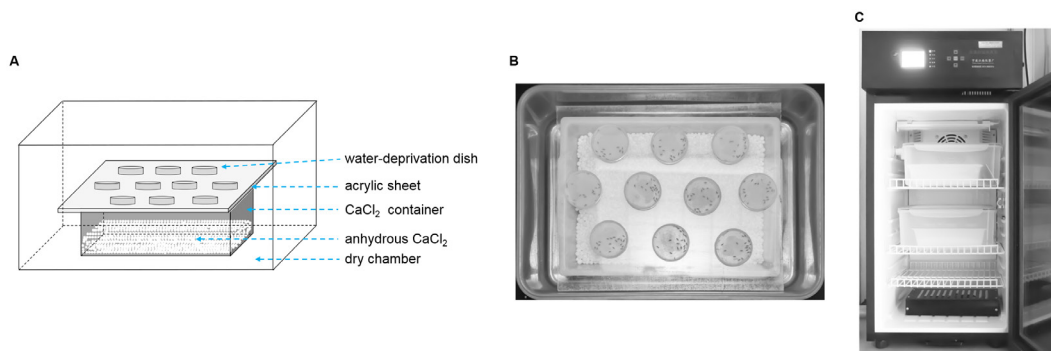 A
water-deprivation dish
acrylic sheet
CaCl₂ container
anhydrous CaCl₂
dry chamber
B
C